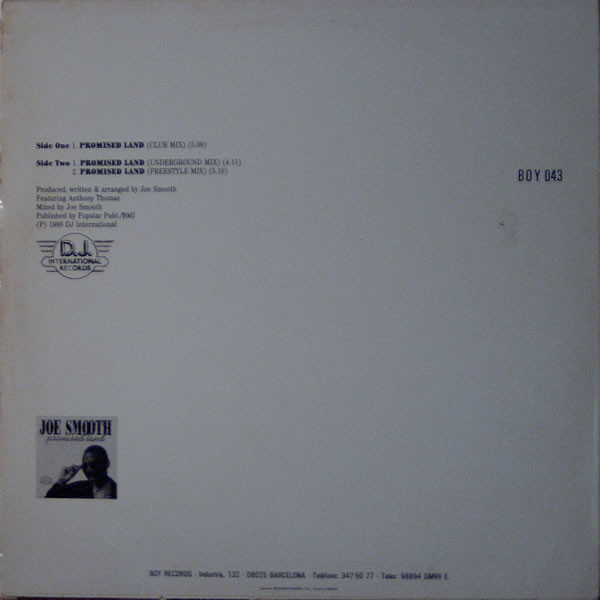 Side One 1. PROMISED LAND (CLUB MIX) (5.08)
Side Two 1. PROMISED LAND (UNDERGROUND MIX) (4.11)
2. PROMISED LAND (FREESTYLE MIX) (5.10)
BOY 043
Produced, written & arranged by Joe Smooth
Featuring Anthony Thomas
Mixed by Joe Smooth
Published by Popstar Publ./BMG
(P) 1988 DJ International
D.J.
INTERNATIONAL
RECORDS
JOE SMOOTH
promised land
BOY RECORDS · Industria, 132 · 08025 BARCELONA · Teléfono: 347 50 77 · Telex: 98894 GMBX E.